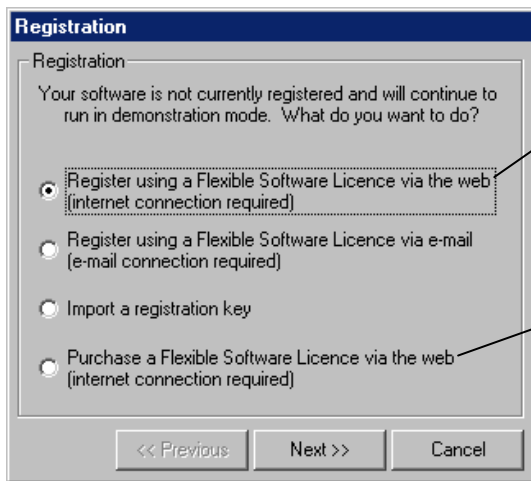 Registration
Registration
Your software is not currently registered and will continue to
run in demonstration mode. What do you want to do?
Register using a Flexible Software Licence via the web
(internet connection required)
Register using a Flexible Software Licence via e-mail
(e-mail connection required)
Import a registration key
Purchase a Flexible Software Licence via the web
(internet connection required)
<< Previous
Next >>
Cancel